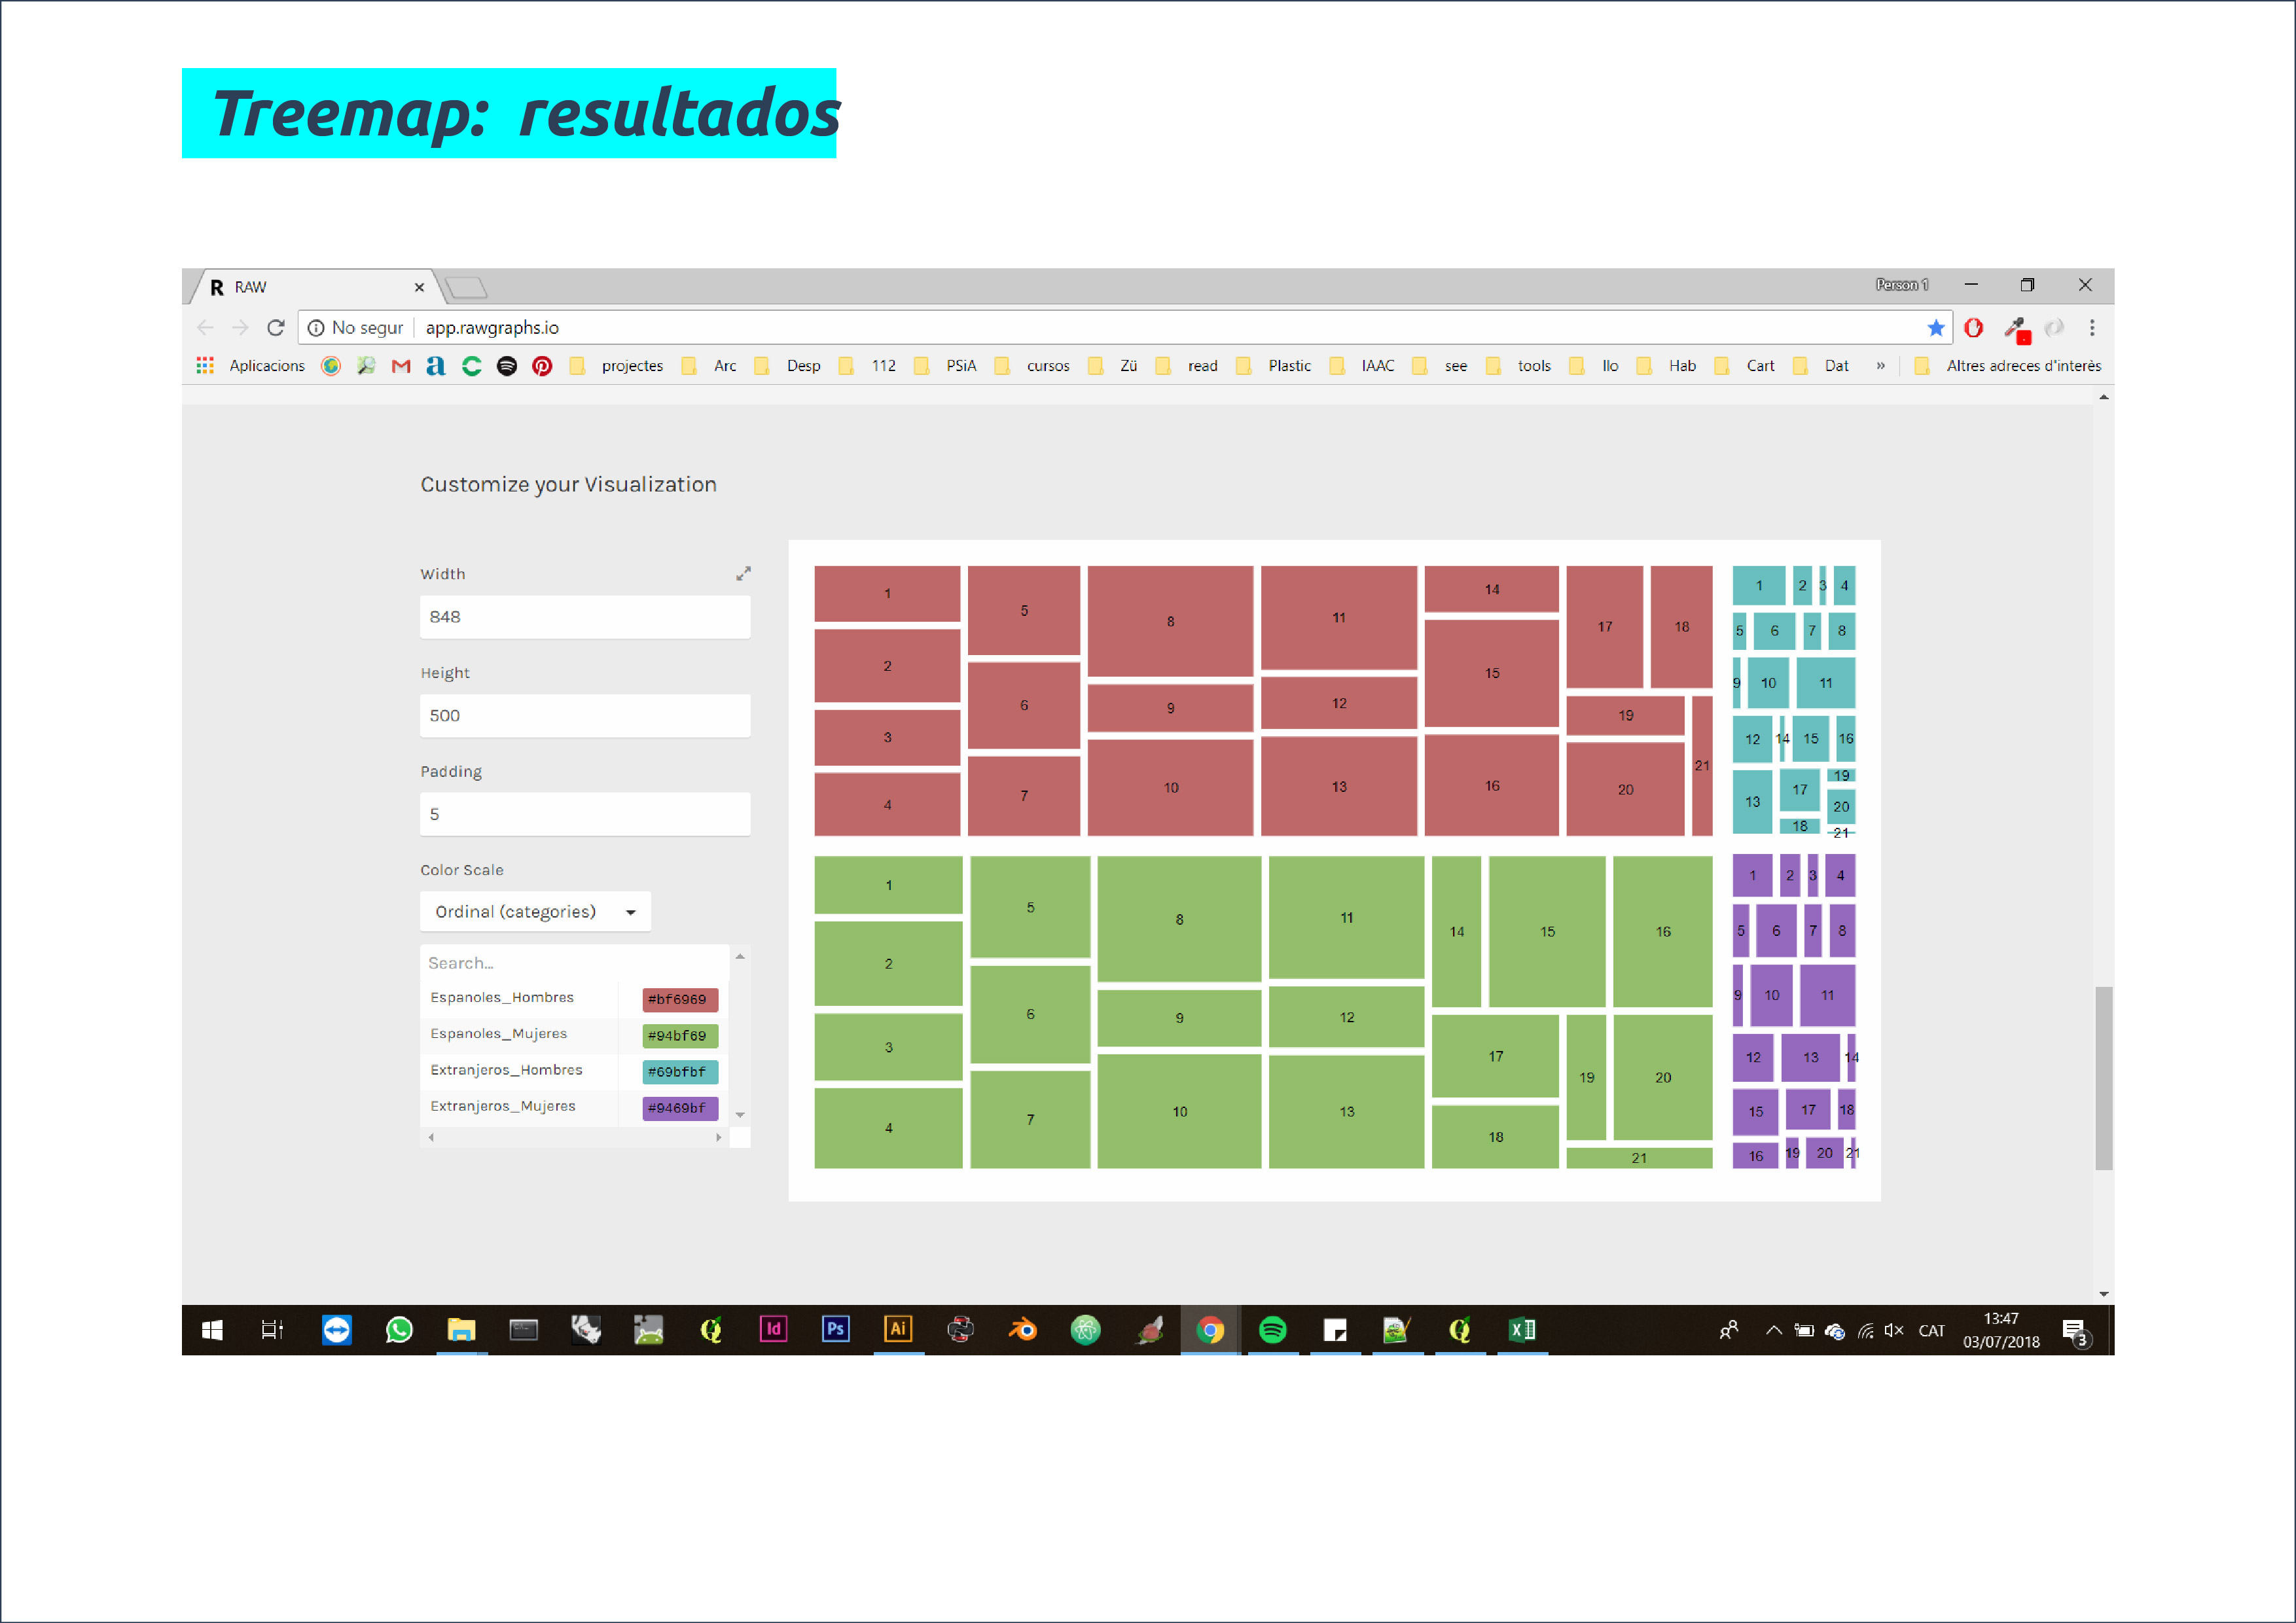 Treemap: resultados
R RAW
Person 1
No segur app.rawgraphs.io
Aplicacions projectes Arc Desp 112 PSiA cursos Zü read Plastic IAAC see tools Ilo Hab Cart Dat » Altres adreces d'interès
Customize your Visualization
Width
848
Height
500
Padding
5
Color Scale
Ordinal (categories)
Search...
Espanoles_Hombres #bf6969
Espanoles_Mujeres #94bf69
Extranjeros_Hombres #69bfbf
Extranjeros_Mujeres #9469bf
1 2 3 4 5 6 7 8 9 10 11 12 13 14 15 16 17 18 19 20 21
1 2 3 4 5 6 7 8 9 10 11 12 13 14 15 16 17 18 19 20 21
1 2 3 4 5 6 7 8 9 10 11 12 13 14 15 16 17 18 19 20 21
1 2 3 4 5 6 7 8 9 10 11 12 13 14 15 16 17 18 19 20 21
Id Ps Ai
CAT
13:47
03/07/2018
3